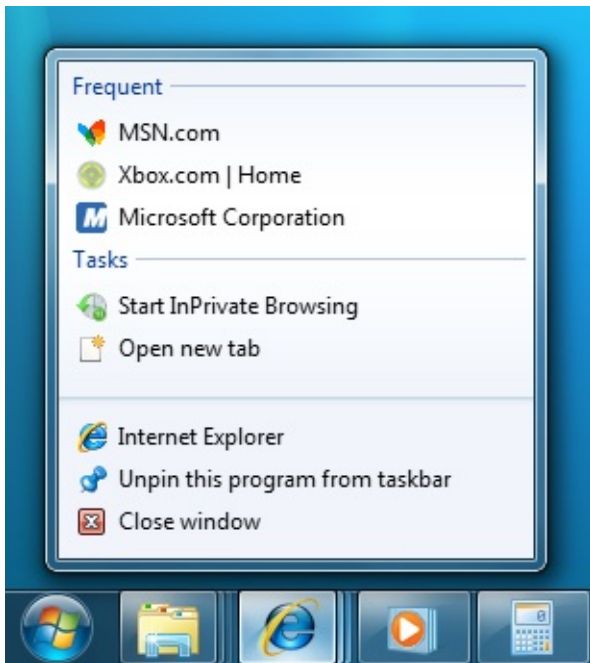 Frequent
MSN.com
Xbox.com | Home
Microsoft Corporation
Tasks
Start InPrivate Browsing
Open new tab
Internet Explorer
Unpin this program from taskbar
Close window